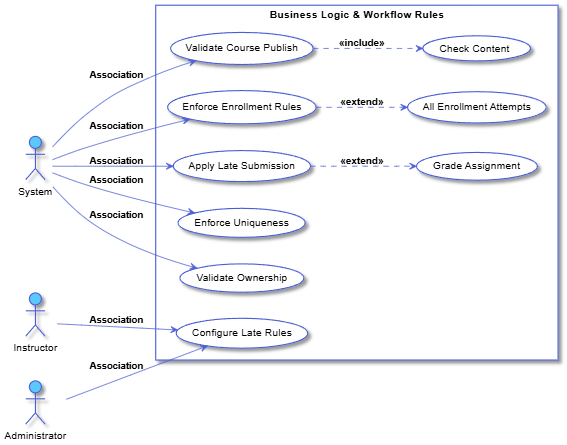 Business Logic & Workflow Rules
Validate Course Publish
«include»
Check Content
Association
Enforce Enrollment Rules
«extend»
All Enrollment Attempts
Association
Apply Late Submission
«extend»
Grade Assignment
Association
Association
System
Association
Enforce Uniqueness
Validate Ownership
Association
Configure Late Rules
Instructor
Association
Administrator